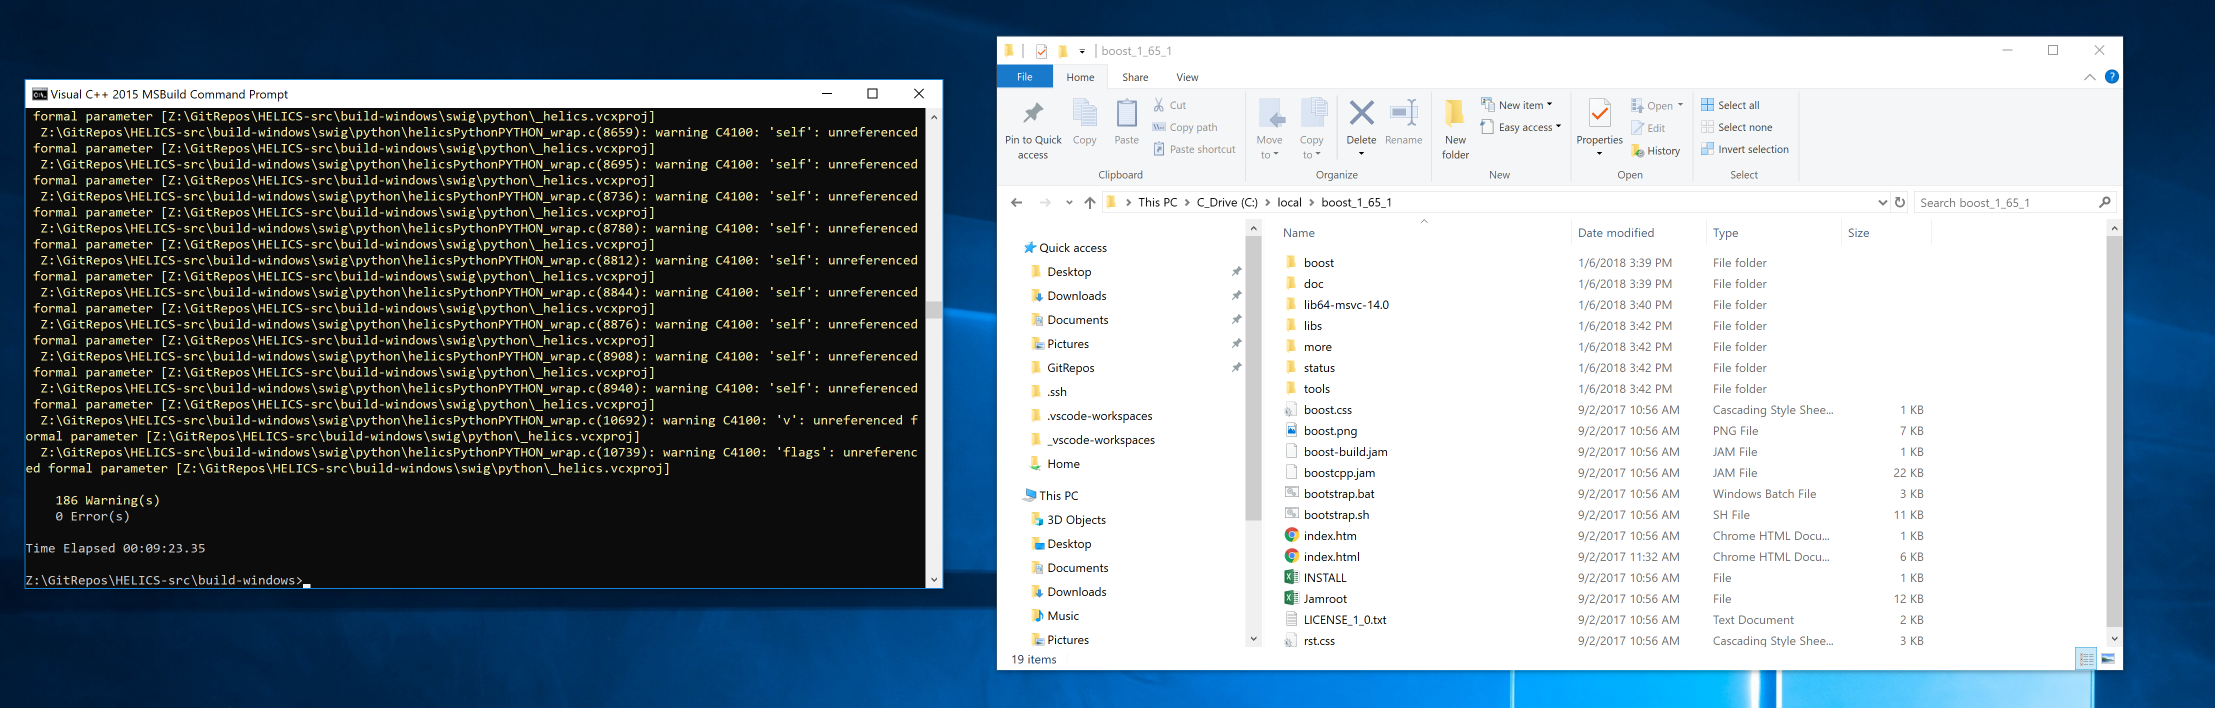 Visual C++ 2015 MSBuild Command Prompt
formal parameter [Z:\GitRepos\HELICS-src\build-windows\swig\python\_helics.vcxproj]
Z:\GitRepos\HELICS-src\build-windows\swig\python\helicsPythonPYTHON_wrap.c(8659): warning C4100: 'self': unreferenced
formal parameter [Z:\GitRepos\HELICS-src\build-windows\swig\python\_helics.vcxproj]
Z:\GitRepos\HELICS-src\build-windows\swig\python\helicsPythonPYTHON_wrap.c(8695): warning C4100: 'self': unreferenced
formal parameter [Z:\GitRepos\HELICS-src\build-windows\swig\python\_helics.vcxproj]
Z:\GitRepos\HELICS-src\build-windows\swig\python\helicsPythonPYTHON_wrap.c(8736): warning C4100: 'self': unreferenced
formal parameter [Z:\GitRepos\HELICS-src\build-windows\swig\python\_helics.vcxproj]
Z:\GitRepos\HELICS-src\build-windows\swig\python\helicsPythonPYTHON_wrap.c(8780): warning C4100: 'self': unreferenced
formal parameter [Z:\GitRepos\HELICS-src\build-windows\swig\python\_helics.vcxproj]
Z:\GitRepos\HELICS-src\build-windows\swig\python\helicsPythonPYTHON_wrap.c(8812): warning C4100: 'self': unreferenced
formal parameter [Z:\GitRepos\HELICS-src\build-windows\swig\python\_helics.vcxproj]
Z:\GitRepos\HELICS-src\build-windows\swig\python\helicsPythonPYTHON_wrap.c(8844): warning C4100: 'self': unreferenced
formal parameter [Z:\GitRepos\HELICS-src\build-windows\swig\python\_helics.vcxproj]
Z:\GitRepos\HELICS-src\build-windows\swig\python\helicsPythonPYTHON_wrap.c(8876): warning C4100: 'self': unreferenced
formal parameter [Z:\GitRepos\HELICS-src\build-windows\swig\python\_helics.vcxproj]
Z:\GitRepos\HELICS-src\build-windows\swig\python\helicsPythonPYTHON_wrap.c(8908): warning C4100: 'self': unreferenced
formal parameter [Z:\GitRepos\HELICS-src\build-windows\swig\python\_helics.vcxproj]
Z:\GitRepos\HELICS-src\build-windows\swig\python\helicsPythonPYTHON_wrap.c(8940): warning C4100: 'self': unreferenced
formal parameter [Z:\GitRepos\HELICS-src\build-windows\swig\python\_helics.vcxproj]
Z:\GitRepos\HELICS-src\build-windows\swig\python\helicsPythonPYTHON_wrap.c(10692): warning C4100: 'v': unreferenced f
ormal parameter [Z:\GitRepos\HELICS-src\build-windows\swig\python\_helics.vcxproj]
Z:\GitRepos\HELICS-src\build-windows\swig\python\helicsPythonPYTHON_wrap.c(10739): warning C4100: 'flags': unreferenc
ed formal parameter [Z:\GitRepos\HELICS-src\build-windows\swig\python\_helics.vcxproj]
186 Warning(s)
0 Error(s)
Time Elapsed 00:09:23.35
Z:\GitRepos\HELICS-src\build-windows>
boost_1_65_1
File Home Share View
Pin to Quick access
Copy
Paste
Cut
Copy path
Paste shortcut
Clipboard
Move to
Copy to
Delete
Rename
Organize
New folder
New item
Easy access
New
Properties
Open
Edit
History
Open
Select all
Select none
Invert selection
Select
This PC > C_Drive (C:) > local > boost_1_65_1
Search boost_1_65_1
Quick access
Desktop
Downloads
Documents
Pictures
GitRepos
.ssh
.vscode-workspaces
_vscode-workspaces
Home
This PC
3D Objects
Desktop
Documents
Downloads
Music
Pictures
Name Date modified Type Size
boost 1/6/2018 3:39 PM File folder
doc 1/6/2018 3:39 PM File folder
lib64-msvc-14.0 1/6/2018 3:40 PM File folder
libs 1/6/2018 3:42 PM File folder
more 1/6/2018 3:42 PM File folder
status 1/6/2018 3:42 PM File folder
tools 1/6/2018 3:42 PM File folder
boost.css 9/2/2017 10:56 AM Cascading Style Shee... 1 KB
boost.png 9/2/2017 10:56 AM PNG File 7 KB
boost-build.jam 9/2/2017 10:56 AM JAM File 1 KB
boostcpp.jam 9/2/2017 10:56 AM JAM File 22 KB
bootstrap.bat 9/2/2017 10:56 AM Windows Batch File 3 KB
bootstrap.sh 9/2/2017 10:56 AM SH File 11 KB
index.htm 9/2/2017 10:56 AM Chrome HTML Docu... 1 KB
index.html 9/2/2017 11:32 AM Chrome HTML Docu... 6 KB
INSTALL 9/2/2017 10:56 AM File 1 KB
Jamroot 9/2/2017 10:56 AM File 12 KB
LICENSE_1_0.txt 9/2/2017 10:56 AM Text Document 2 KB
rst.css 9/2/2017 10:56 AM Cascading Style Shee... 3 KB
19 items